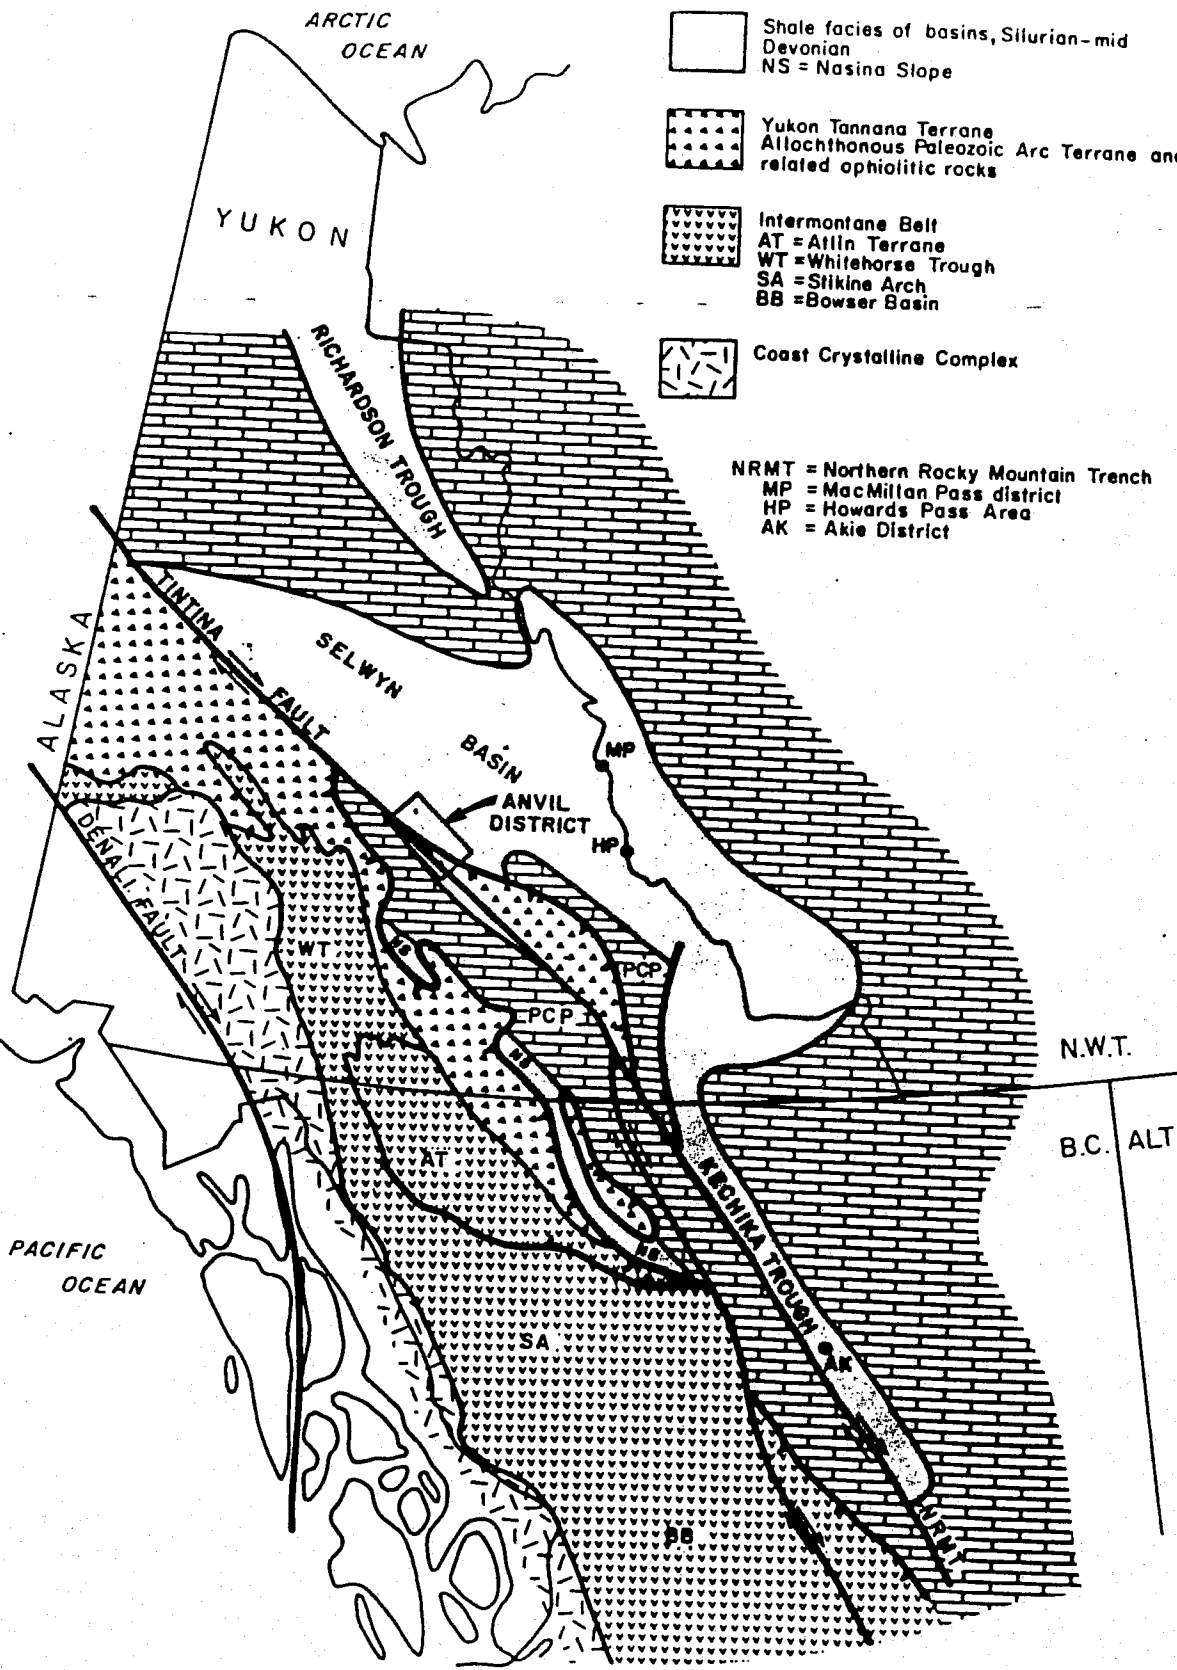 ARCTIC
OCEAN
Shale facies of basins, Silurian-mid
Devonian
NS = Nasina Slope
Yukon Tannana Terrane
Allochthonous Paleozoic Arc Terrane and
related ophiolitic rocks
Intermontane Belt
AT = Atlin Terrane
WT = Whitehorse Trough
SA = Stikine Arch
BB = Bowser Basin
Coast Crystalline Complex
NRMT = Northern Rocky Mountain Trench
MP = MacMillan Pass district
HP = Howards Pass Area
AK = Akie District
YUKON
RICHARDSON TROUGH
TINTINA
FAULT
SELWYN
BASIN
ALASKA
MP
ANVIL
DISTRICT
HP
DENALI FAULT
WT
NS
PCP
PCP
NS
N.W.T.
B.C.
ALT
AT
KECHIKA TROUGH
NS
PACIFIC
OCEAN
SA
AK
BB
NRMT